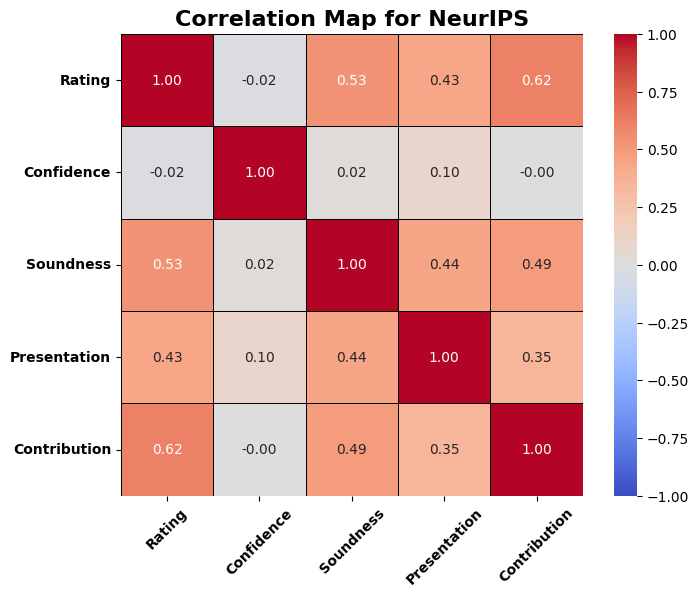 Correlation Map for NeurIPS
Rating 1.00 -0.02 0.53 0.43 0.62
Confidence -0.02 1.00 0.02 0.10 -0.00
Soundness 0.53 0.02 1.00 0.44 0.49
Presentation 0.43 0.10 0.44 1.00 0.35
Contribution 0.62 -0.00 0.49 0.35 1.00
Rating Confidence Soundness Presentation Contribution
1.00
0.75
0.50
0.25
0.00
−0.25
−0.50
−0.75
−1.00